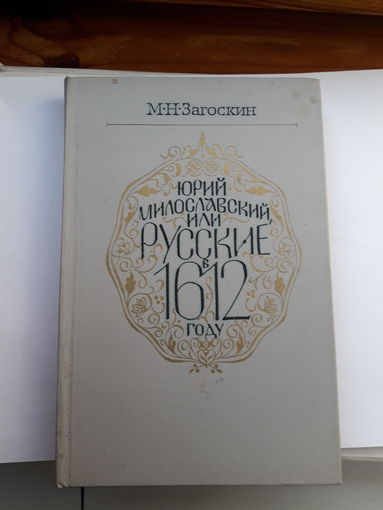 М·Н·Загоскин
ЮРИЙ
МИЛОСЛАВСКИЙ,
ИЛИ
РУССКИЕ
В
1612
ГОДУ